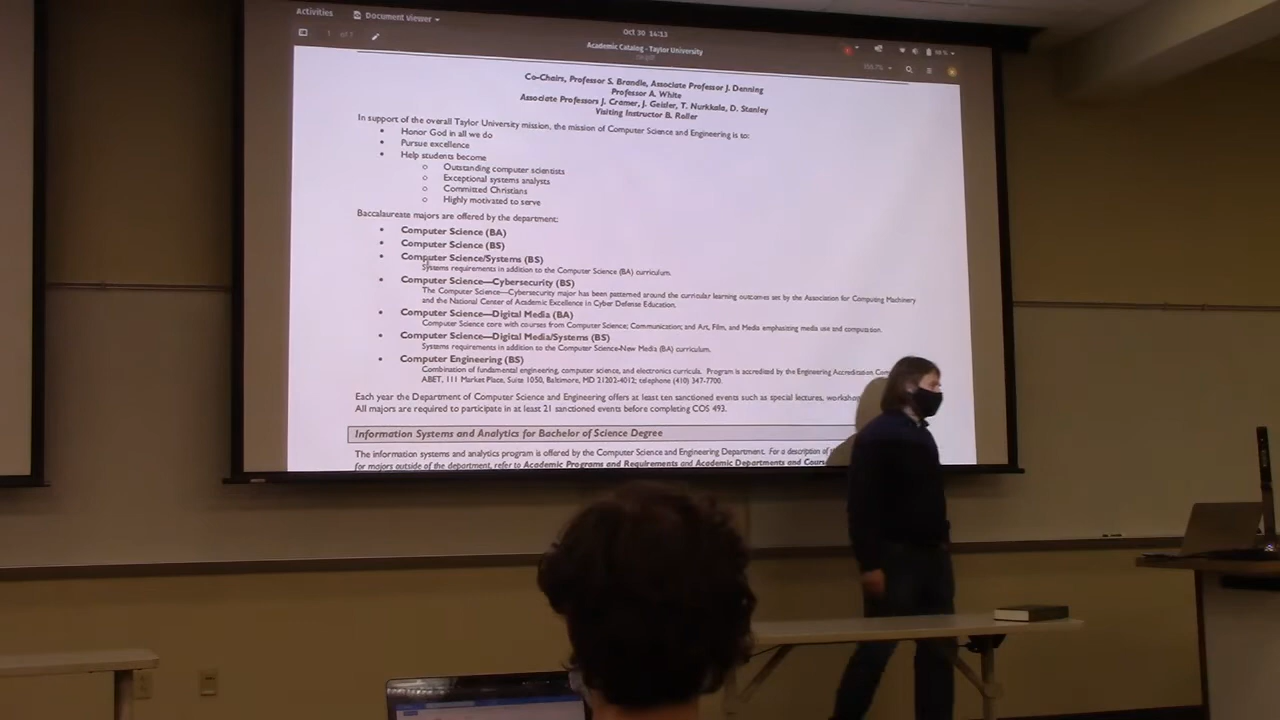 Activities
Document Viewer
Oct 30 14:13
1 of 7
Academic Catalog - Taylor University
Co-Chairs, Professor S. Brandle, Associate Professor J. Denning
Professor A. White
Associate Professors J. Cramer, J. Geisler, T. Nurkkala, D. Stanley
Visiting Instructor B. Roller
In support of the overall Taylor University mission, the mission of Computer Science and Engineering is to:
• Honor God in all we do
• Pursue excellence
• Help students become
o Outstanding computer scientists
o Exceptional systems analysts
o Committed Christians
o Highly motivated to serve
Baccalaureate majors are offered by the department:
• Computer Science (BA)
• Computer Science (BS)
• Computer Science/Systems (BS)
Systems requirements in addition to the Computer Science (BA) curriculum.
• Computer Science—Cybersecurity (BS)
The Computer Science—Cybersecurity major has been patterned around the curricular learning outcomes set by the Association for Computing Machinery
and the National Center of Academic Excellence in Cyber Defense Education.
• Computer Science—Digital Media (BA)
Computer Science core with courses from Computer Science; Communication; and Art, Film, and Media emphasizing media use and computation.
• Computer Science—Digital Media/Systems (BS)
Systems requirements in addition to the Computer Science-New Media (BA) curriculum.
• Computer Engineering (BS)
Combination of fundamental engineering, computer science, and electronics curricula. Program is accredited by the Engineering Accreditation Com
ABET, 111 Market Place, Suite 1050, Baltimore, MD 21202-4012; telephone (410) 347-7700.
Each year the Department of Computer Science and Engineering offers at least ten sanctioned events such as special lectures, workshop
All majors are required to participate in at least 21 sanctioned events before completing COS 493.
Information Systems and Analytics for Bachelor of Science Degree
The information systems and analytics program is offered by the Computer Science and Engineering Department. For a description of
for majors outside of the department, refer to Academic Programs and Requirements and Academic Departments and Cours